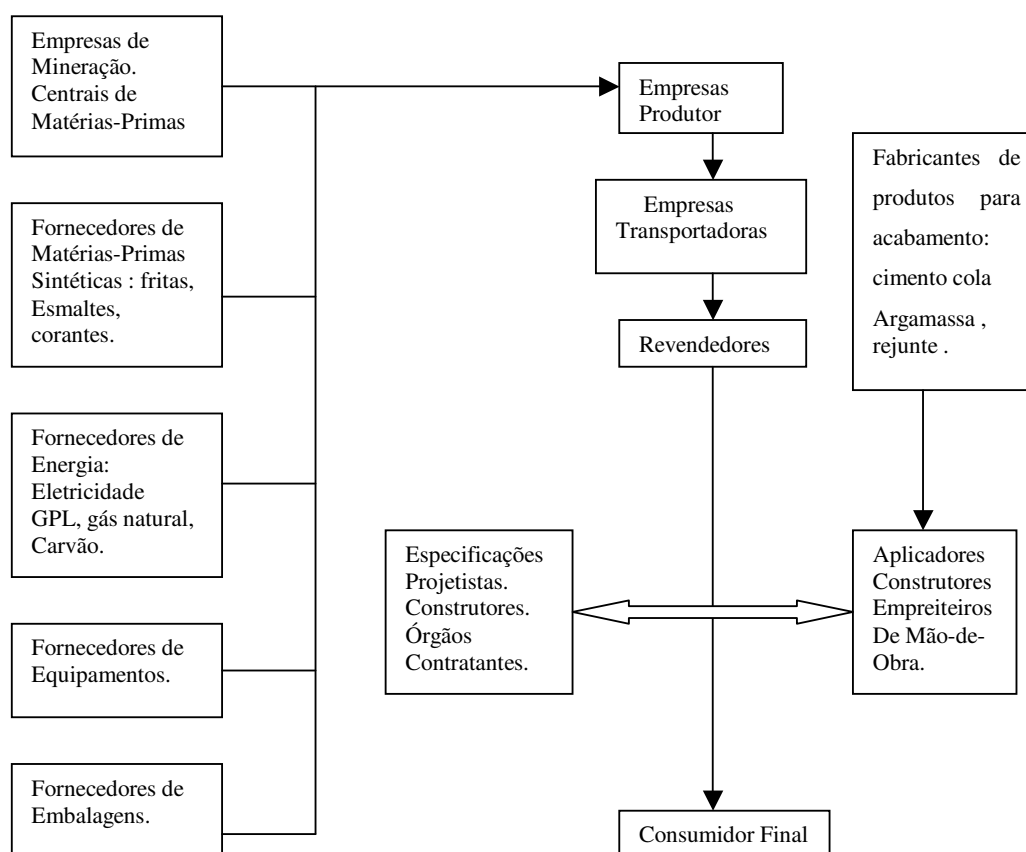 Empresas de
Mineração.
Centrais de
Matérias-Primas
Fornecedores de
Matérias-Primas
Sintéticas : fritas,
Esmaltes,
corantes.
Fornecedores de
Energia:
Eletricidade
GPL, gás natural,
Carvão.
Fornecedores de
Equipamentos.
Fornecedores de
Embalagens.
Empresas
Produtor
Empresas
Transportadoras
Revendedores
Especificações
Projetistas.
Construtores.
Órgãos
Contratantes.
Consumidor Final
Fabricantes de
produtos para
acabamento:
cimento cola
Argamassa ,
rejunte .
Aplicadores
Construtores
Empreiteiros
De Mão-de-
Obra.